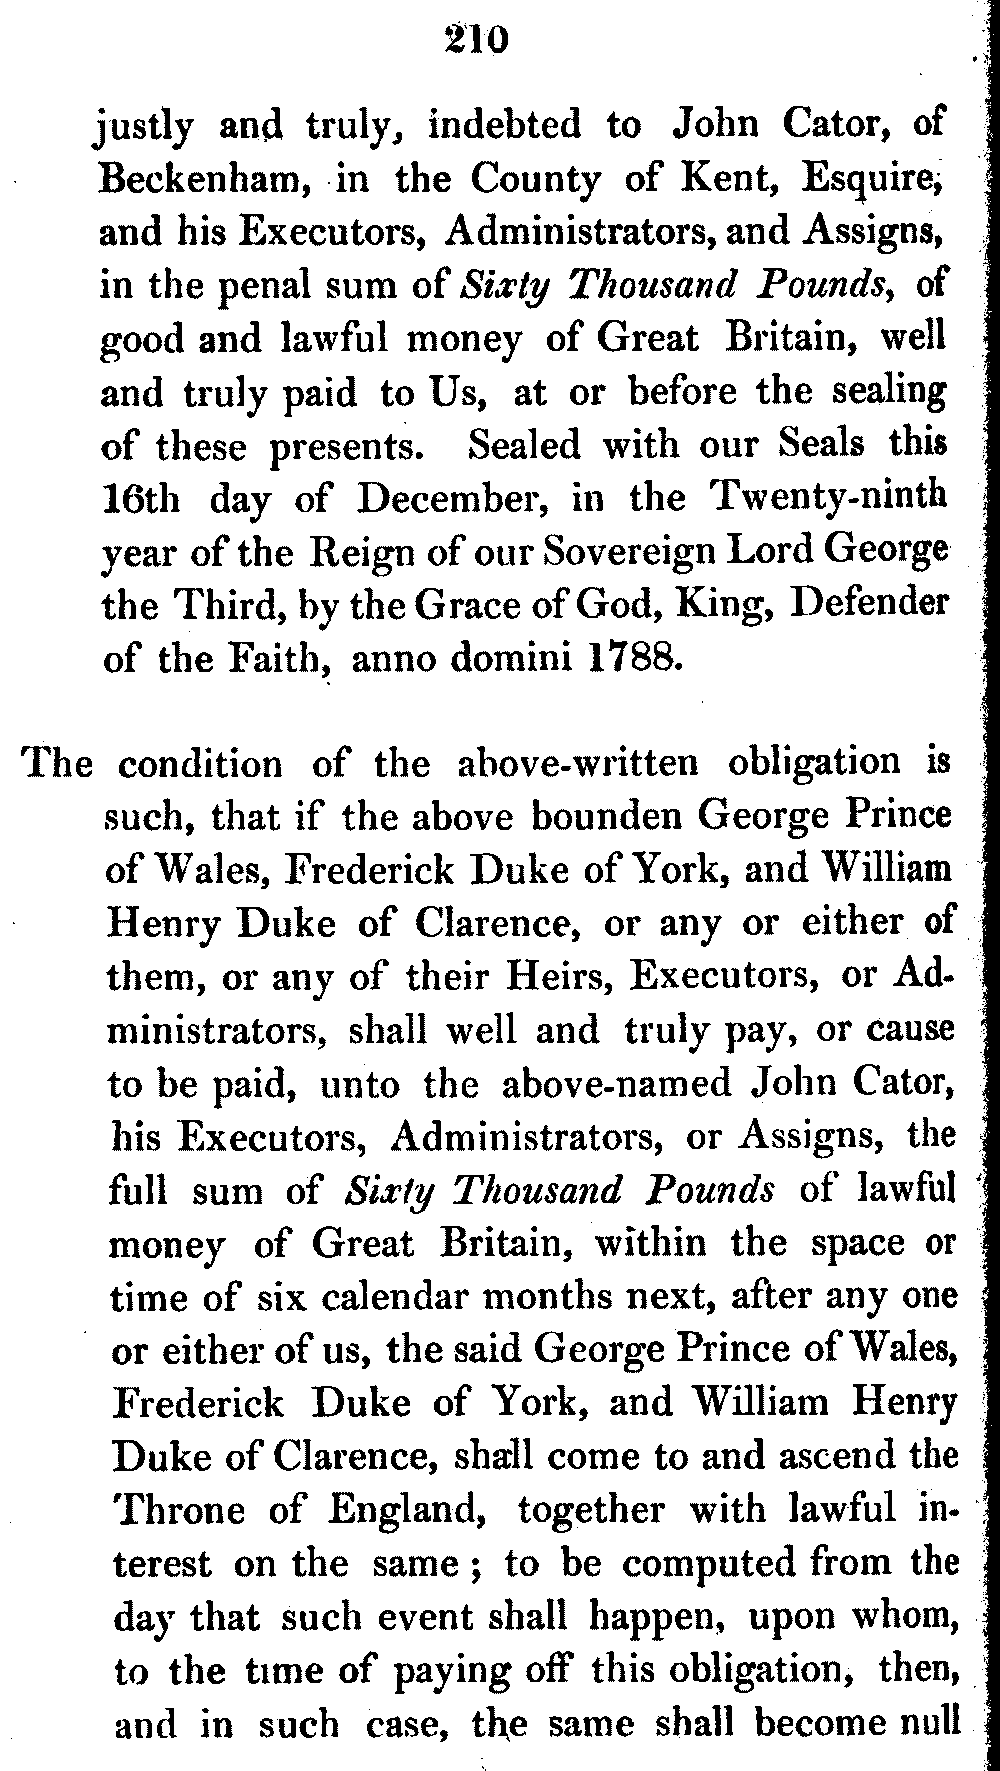 210
justly and truly, indebted to John Cator, of
Beckenham, in the County of Kent, Esquire,
and his Executors, Administrators, and Assigns,
in the penal sum of Sixty Thousand Pounds, of
good and lawful money of Great Britain, well
and truly paid to Us, at or before the sealing
of these presents. Sealed with our Seals this
16th day of December, in the Twenty-ninth
year of the Reign of our Sovereign Lord George
the Third, by the Grace of God, King, Defender
of the Faith, anno domini 1788.
The condition of the above-written obligation is
such, that if the above bounden George Prince
of Wales, Frederick Duke of York, and William
Henry Duke of Clarence, or any or either of
them, or any of their Heirs, Executors, or Ad-
ministrators, shall well and truly pay, or cause
to be paid, unto the above-named John Cator,
his Executors, Administrators, or Assigns, the
full sum of Sixty Thousand Pounds of lawful
money of Great Britain, within the space or
time of six calendar months next, after any one
or either of us, the said George Prince of Wales,
Frederick Duke of York, and William Henry
Duke of Clarence, shall come to and ascend the
Throne of England, together with lawful in-
terest on the same; to be computed from the
day that such event shall happen, upon whom,
to the time of paying off this obligation, then,
and in such case, the same shall become null